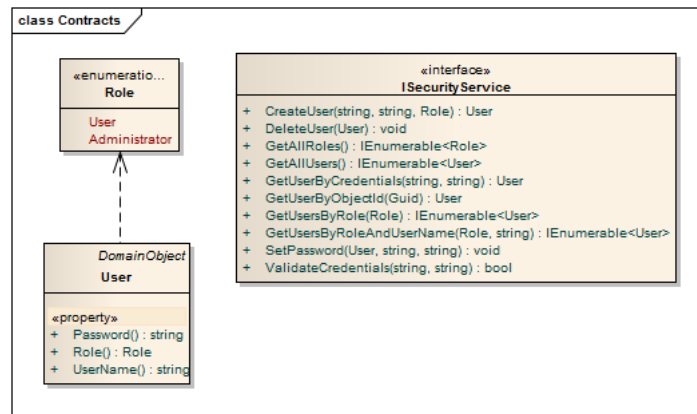 class Contracts
«enumeratio...
Role
User
Administrator
«interface»
ISecurityService
+ CreateUser(string, string, Role) : User
+ DeleteUser(User) : void
+ GetAllRoles() : IEnumerable<Role>
+ GetAllUsers() : IEnumerable<User>
+ GetUserByCredentials(string, string) : User
+ GetUserByObjectId(Guid) : User
+ GetUsersByRole(Role) : IEnumerable<User>
+ GetUsersByRoleAndUserName(Role, string) : IEnumerable<User>
+ SetPassword(User, string, string) : void
+ ValidateCredentials(string, string) : bool
DomainObject
User
«property»
+ Password() : string
+ Role() : Role
+ UserName() : string